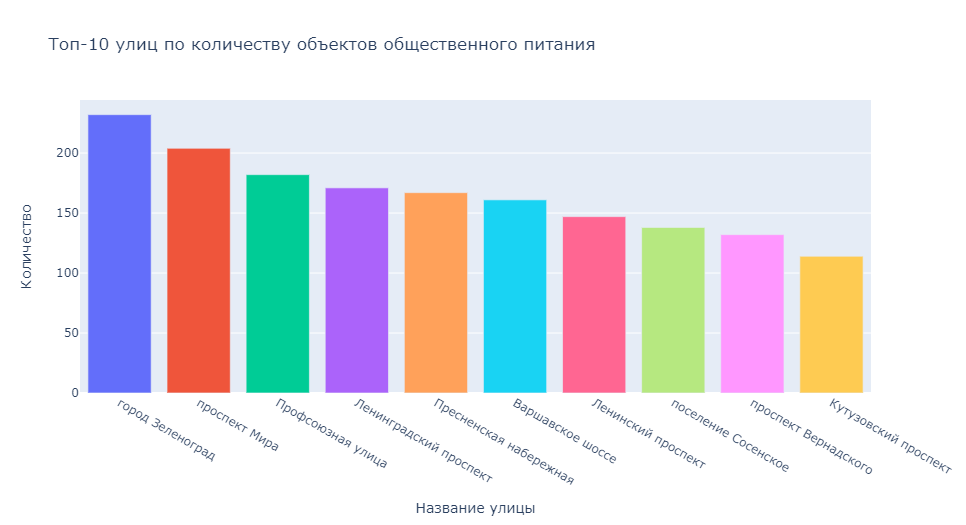 Топ-10 улиц по количеству объектов общественного питания
Количество
200
150
100
50
0
город Зеленоград
проспект Мира
Профсоюзная улица
Ленинградский проспект
Пресненская набережная
Варшавское шоссе
Ленинский проспект
поселение Сосенское
проспект Вернадского
Кутузовский проспект
Название улицы